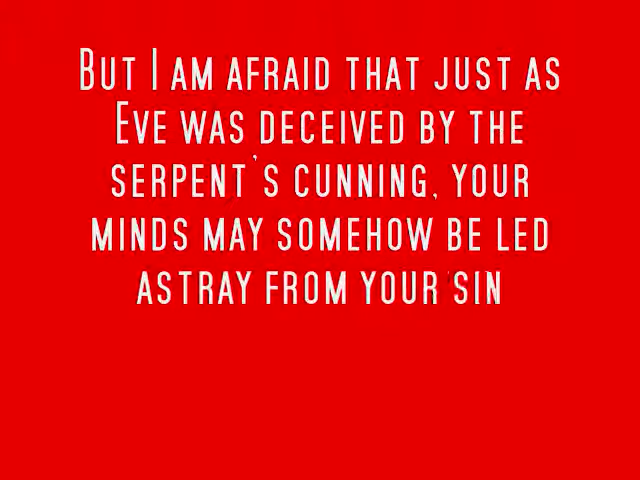 But I am afraid that just as
Eve was deceived by the
serpent's cunning, your
minds may somehow be led
astray from your sin